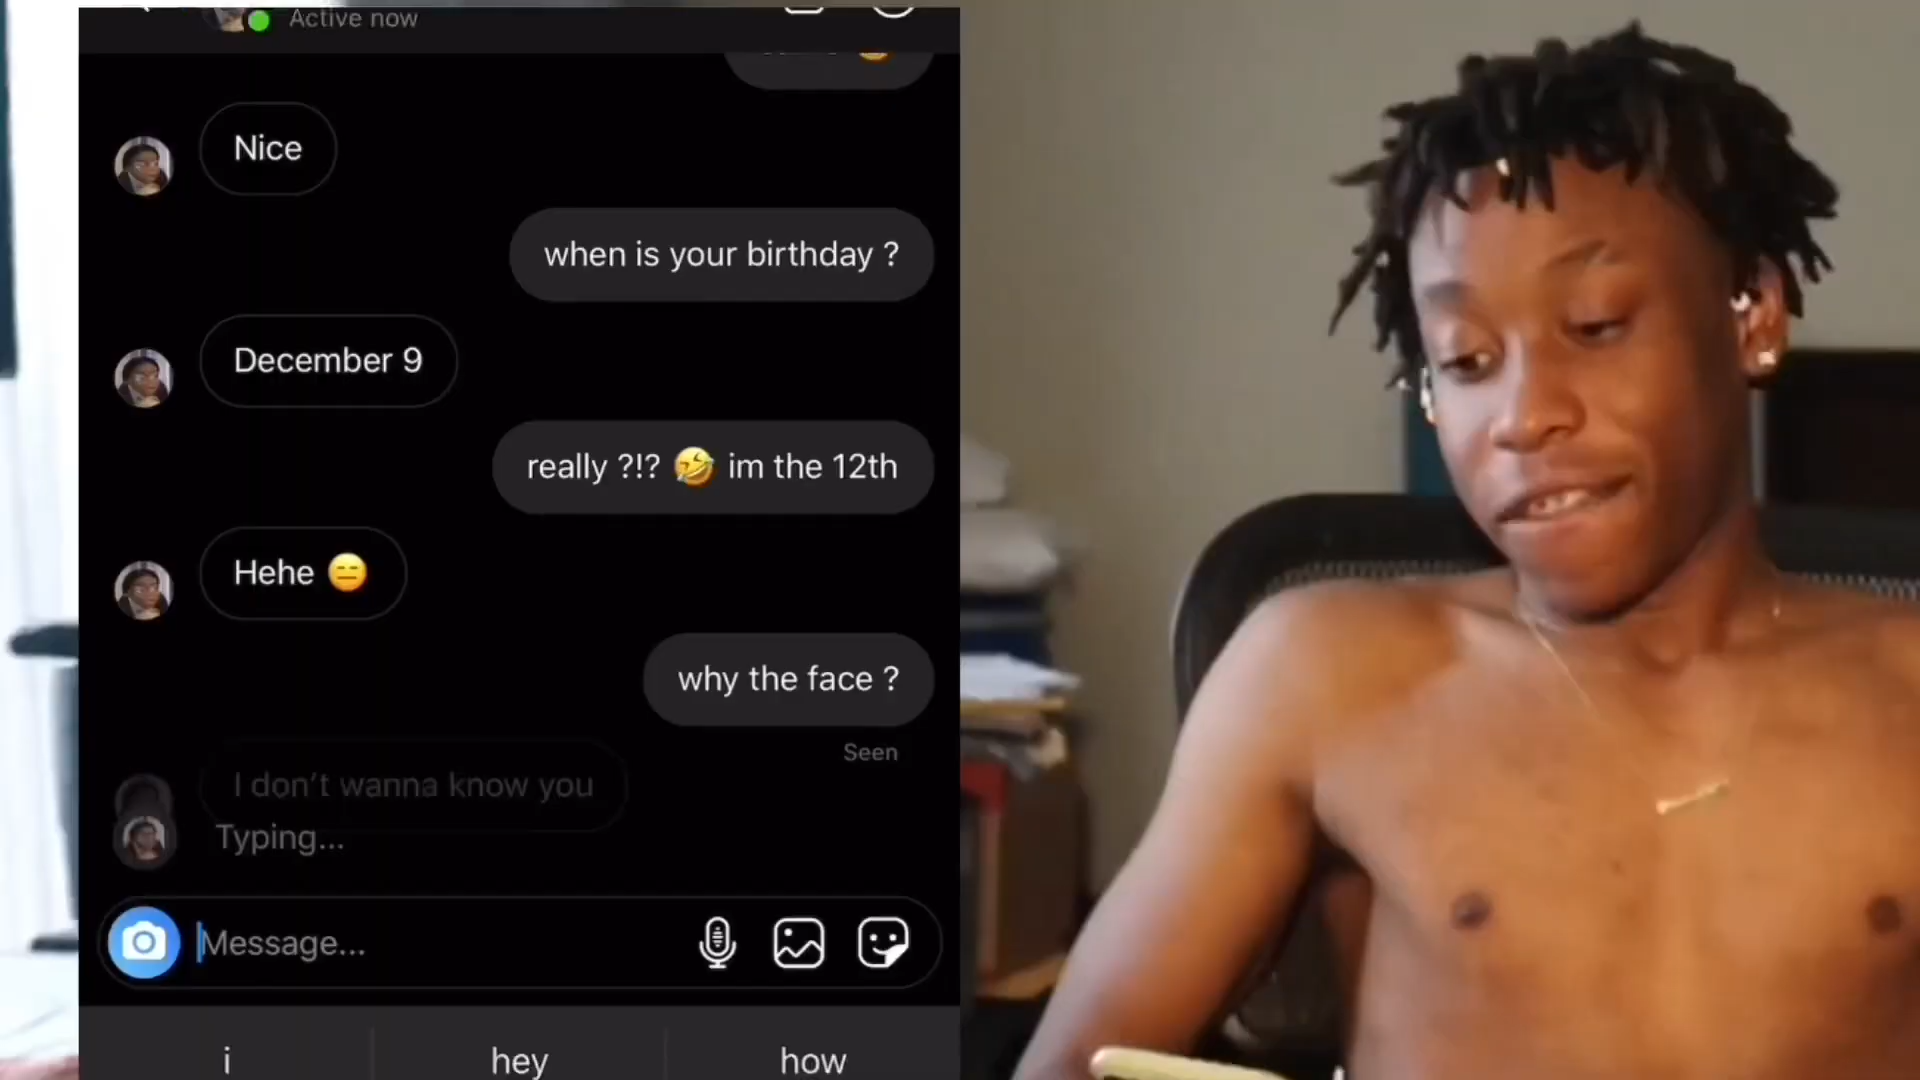 Active now
Nice
when is your birthday ?
December 9
really ?!? 🤣 im the 12th
Hehe 😑
why the face ?
Seen
I don’t wanna know you
Typing...
Message...
i
hey
how